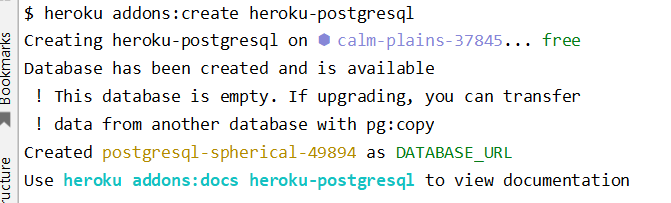 $ heroku addons:create heroku-postgresql
Creating heroku-postgresql on ⬢ calm-plains-37845... free
Database has been created and is available
! This database is empty. If upgrading, you can transfer
! data from another database with pg:copy
Created postgresql-spherical-49894 as DATABASE_URL
Use heroku addons:docs heroku-postgresql to view documentation
Bookmarks
ructure